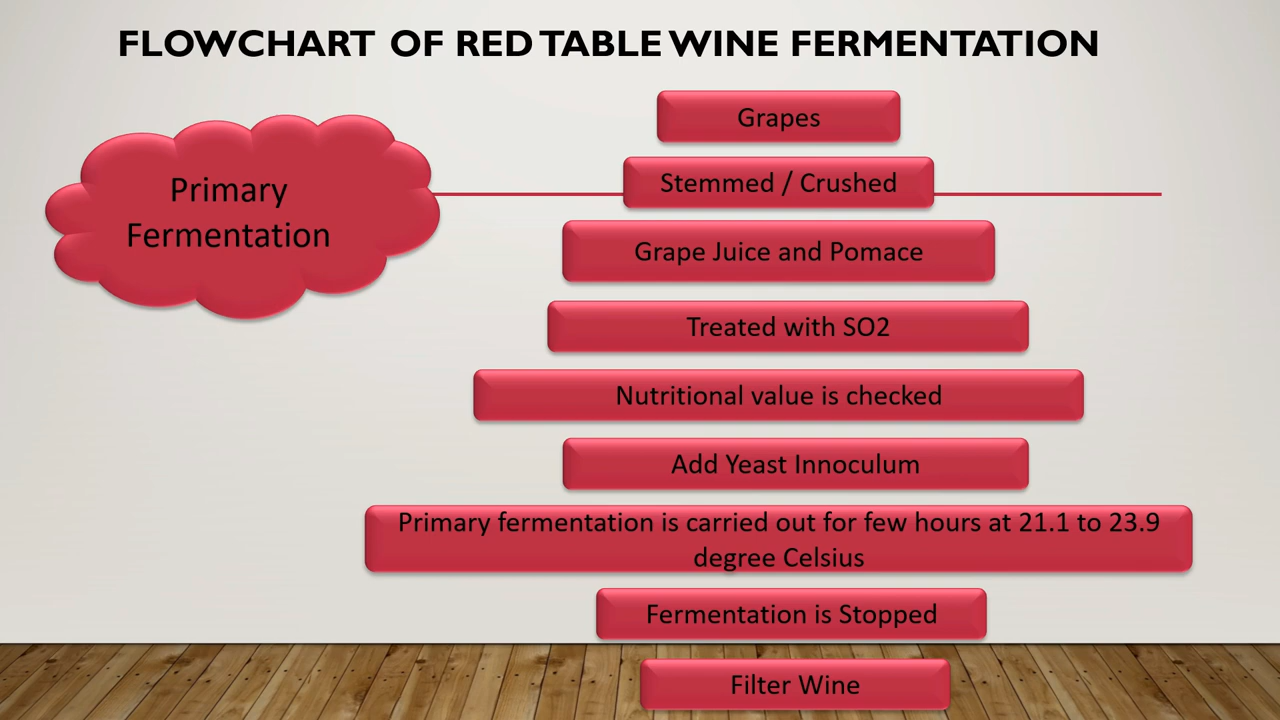 FLOWCHART OF RED TABLE WINE FERMENTATION
Primary
Fermentation
Grapes
Stemmed / Crushed
Grape Juice and Pomace
Treated with SO2
Nutritional value is checked
Add Yeast Innoculum
Primary fermentation is carried out for few hours at 21.1 to 23.9
degree Celsius
Fermentation is Stopped
Filter Wine